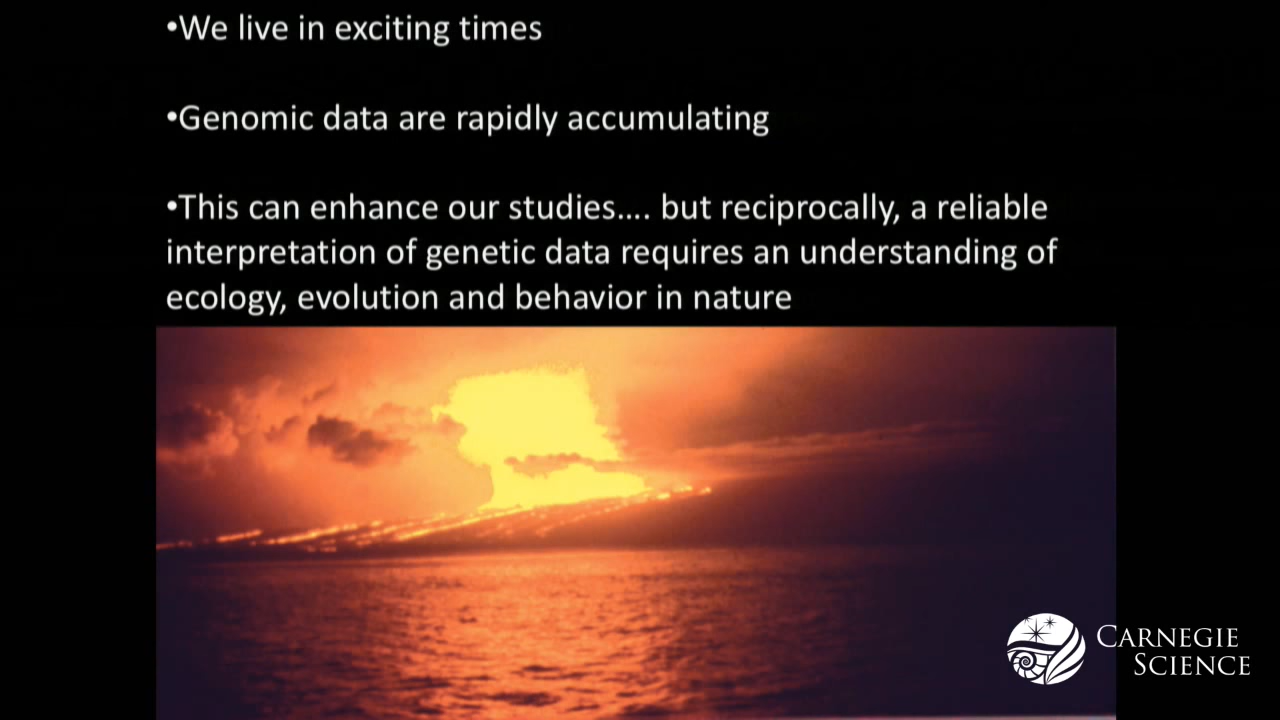 •We live in exciting times
•Genomic data are rapidly accumulating
•This can enhance our studies.... but reciprocally, a reliable
interpretation of genetic data requires an understanding of
ecology, evolution and behavior in nature
CARNEGIE
SCIENCE